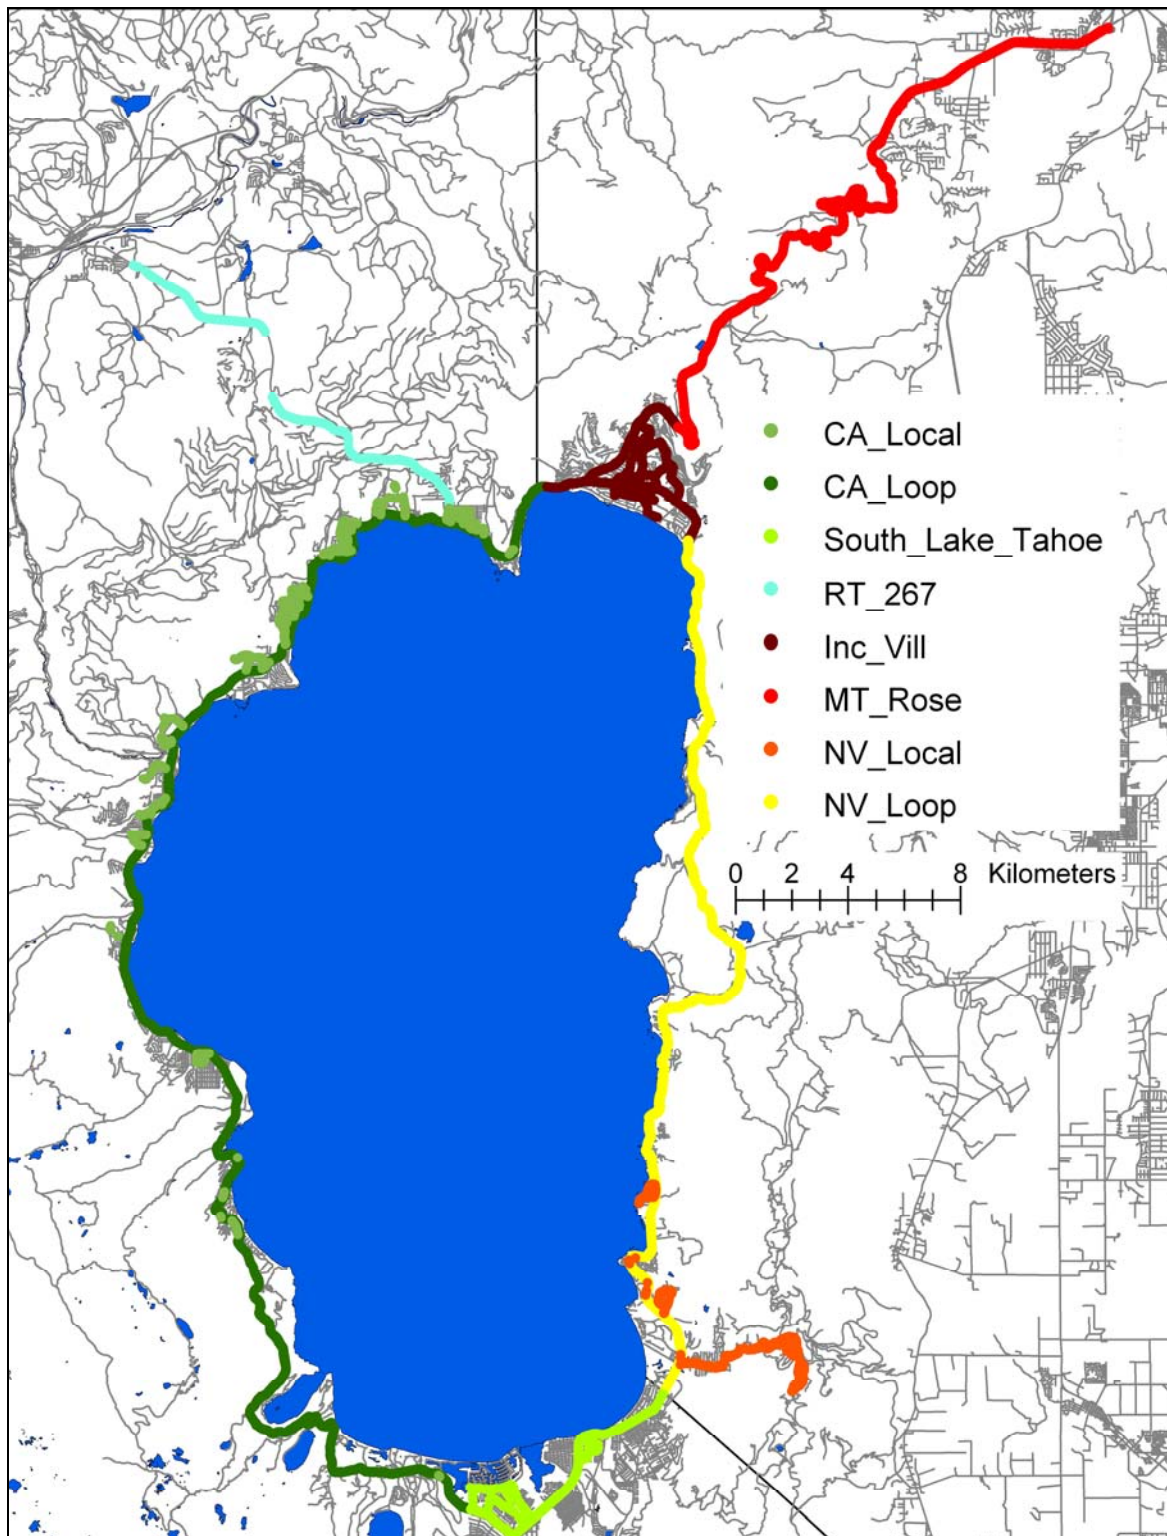 CA_Local
CA_Loop
South_Lake_Tahoe
RT_267
Inc_Vill
MT_Rose
NV_Local
NV_Loop
0 2 4 8 Kilometers